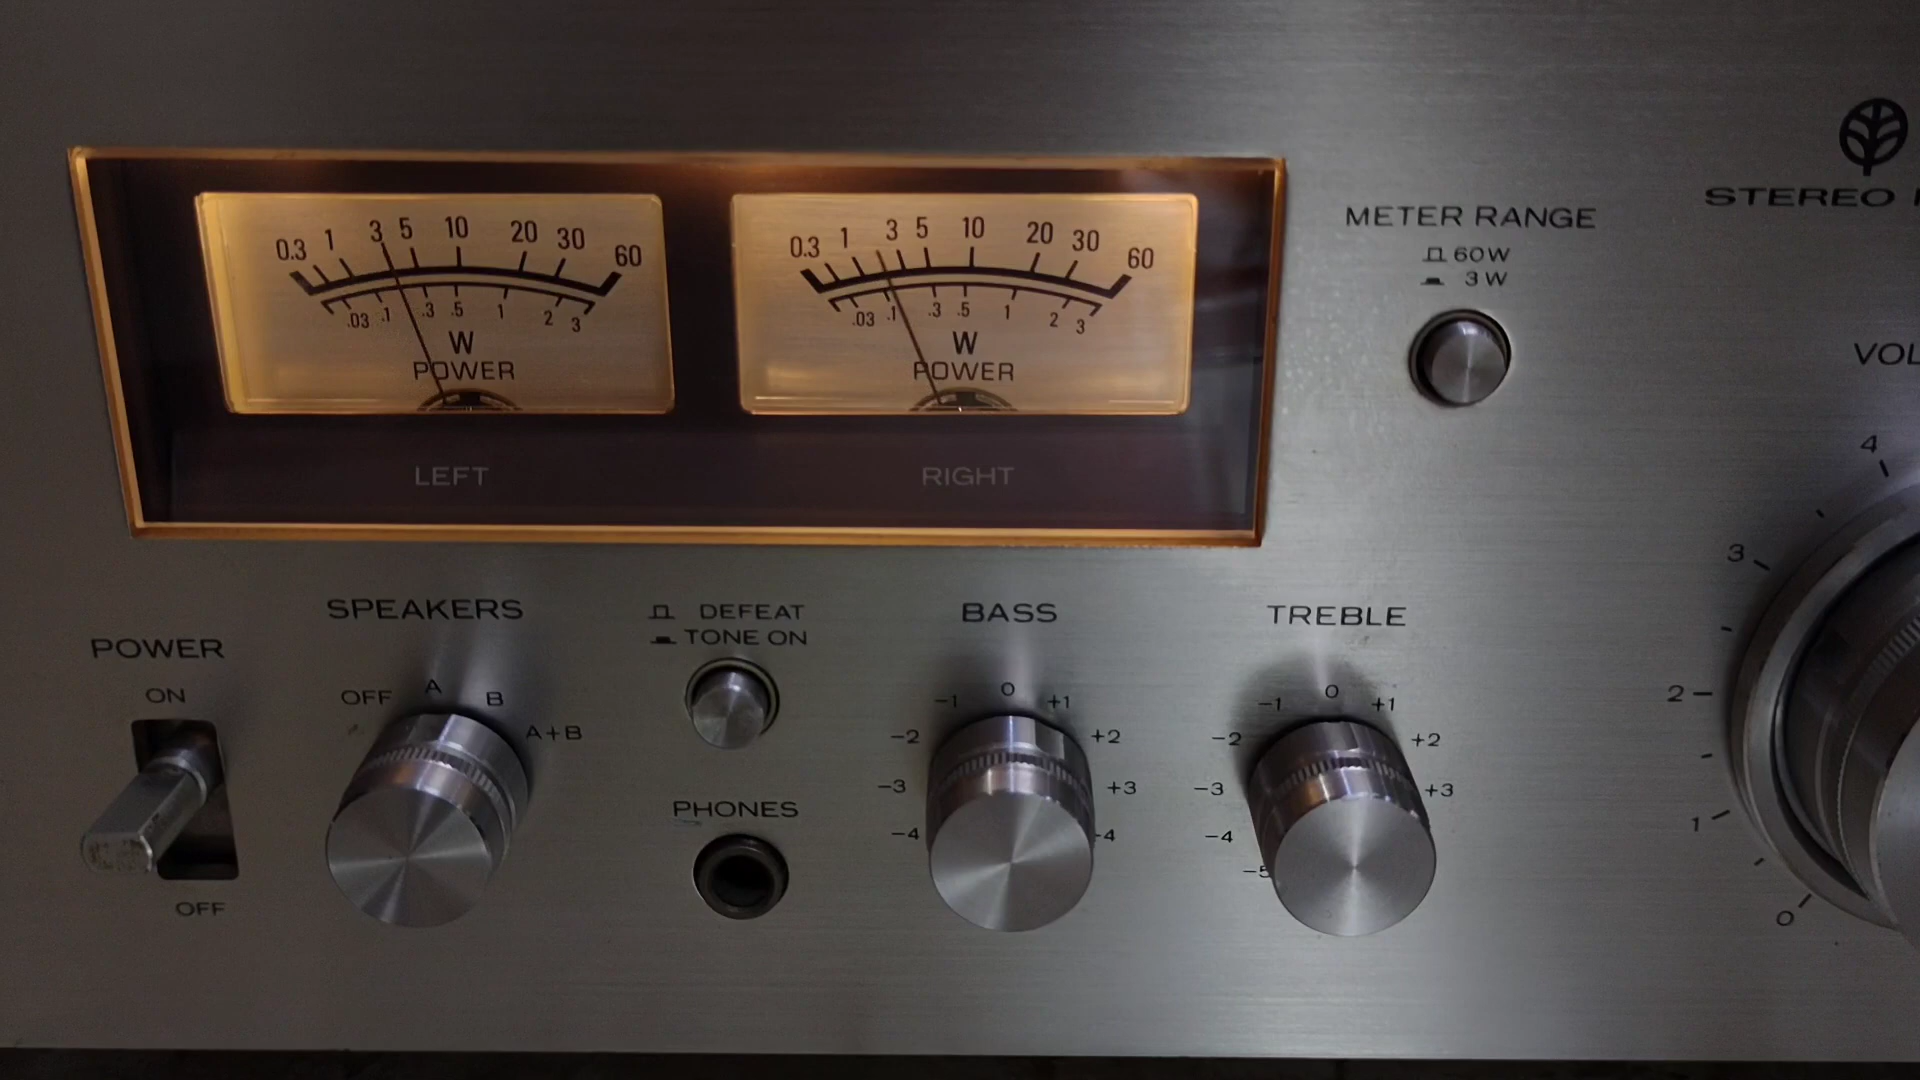 0.3 1 3 5 10 20 30 60
.03 .1 .3 .5 1 2 3
W
POWER
LEFT
0.3 1 3 5 10 20 30 60
.03 .1 .3 .5 1 2 3
W
POWER
RIGHT
METER RANGE
60W
3W
STEREO
VOL
4
3
2
1
0
POWER
ON
OFF
SPEAKERS
OFF A B A+B
DEFEAT
TONE ON
PHONES
BASS
-4 -3 -2 -1 0 +1 +2 +3 -4
TREBLE
-5 -4 -3 -2 -1 0 +1 +2 +3